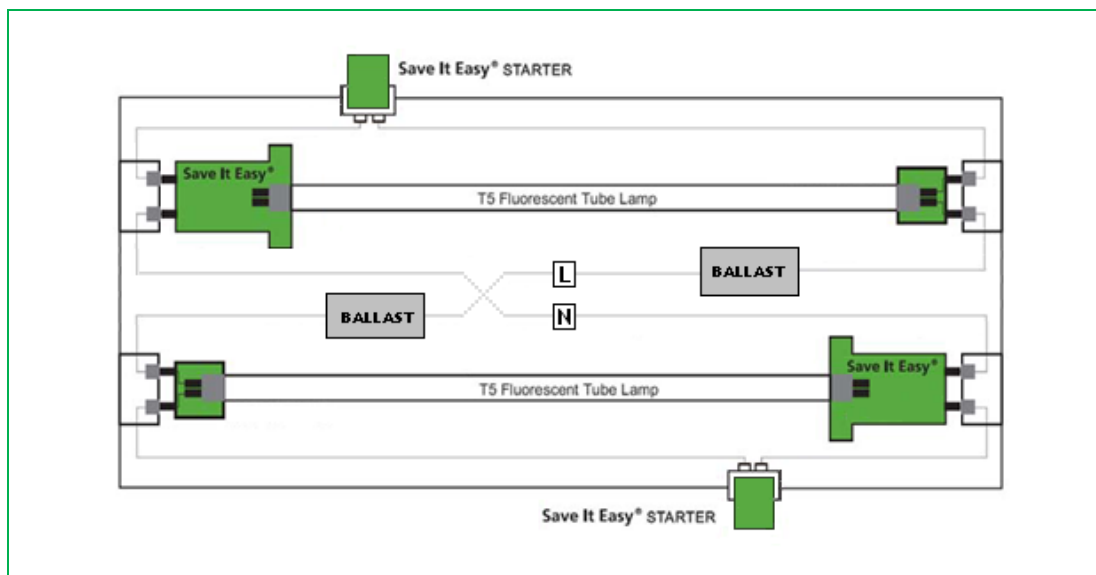 Save It Easy® STARTER
Save It Easy®
T5 Fluorescent Tube Lamp
L
BALLAST
BALLAST
N
Save It Easy®
T5 Fluorescent Tube Lamp
Save It Easy® STARTER